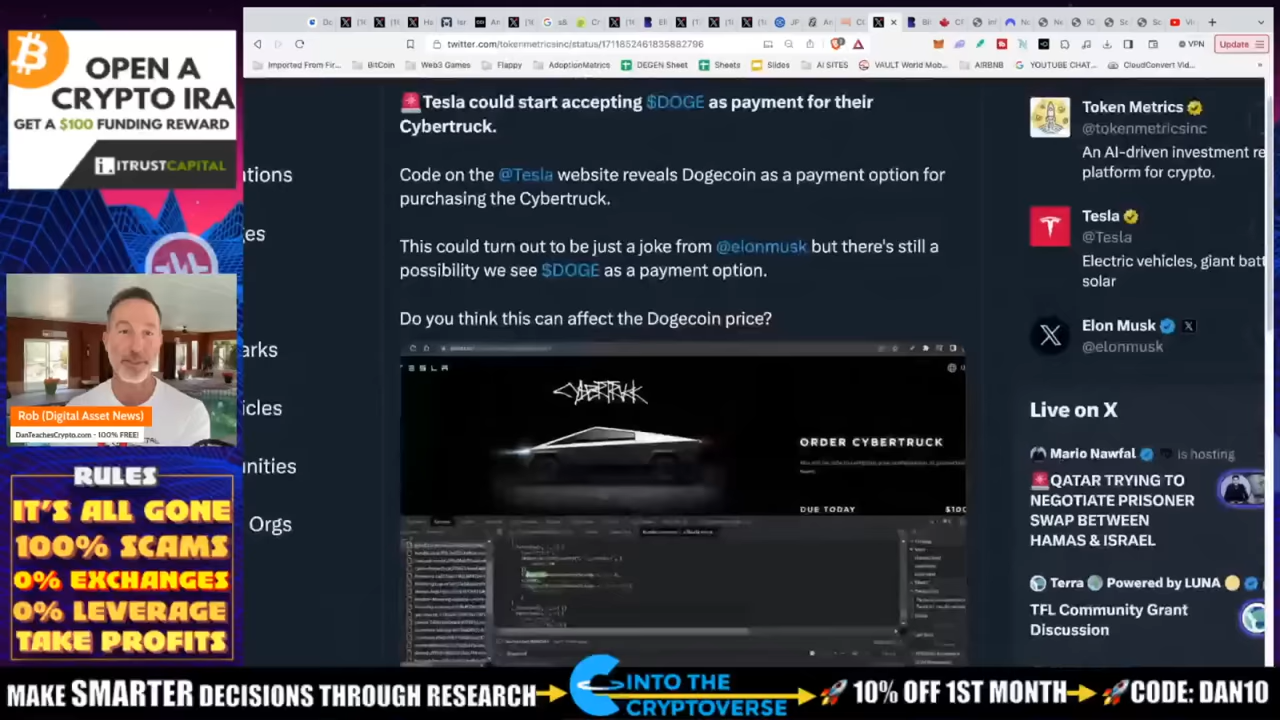 OPEN A
CRYPTO IRA
GET A $100 FUNDING REWARD
ITRUSTCAPITAL
Rob (Digital Asset News)
DanTeachesCrypto.com - 100% FREE!
RULES
IT'S ALL GONE
100% SCAMS
0% EXCHANGES
0% LEVERAGE
TAKE PROFITS
twitter.com/tokenmetricsinc/status/1711852461835882796
VPN
Update
Imported From Fir...
BitCoin
Web3 Games
Flappy
AdoptionMetrics
DEGEN Sheet
Sheets
Slides
AI SITES
VAULT World Mob...
AIRBNB
YOUTUBE CHAT...
CloudConvert Vid...
ations
es
arks
icles
unities
Orgs
Tesla could start accepting $DOGE as payment for their
Cybertruck.
Code on the @Tesla website reveals Dogecoin as a payment option for
purchasing the Cybertruck.
This could turn out to be just a joke from @elonmusk but there's still a
possibility we see $DOGE as a payment option.
Do you think this can affect the Dogecoin price?
ORDER CYBERTRUCK
DUE TODAY
$100
Token Metrics
@tokenmetricsinc
An AI-driven investment re
platform for crypto.
Tesla
@Tesla
Electric vehicles, giant batt
solar
Elon Musk
@elonmusk
Live on X
Mario Nawfal is hosting
QATAR TRYING TO
NEGOTIATE PRISONER
SWAP BETWEEN
HAMAS & ISRAEL
Terra Powered by LUNA
TFL Community Grant
Discussion
MAKE SMARTER DECISIONS THROUGH RESEARCH
INTO THE
CRYPTOVERSE
10% OFF 1ST MONTH
CODE: DAN10